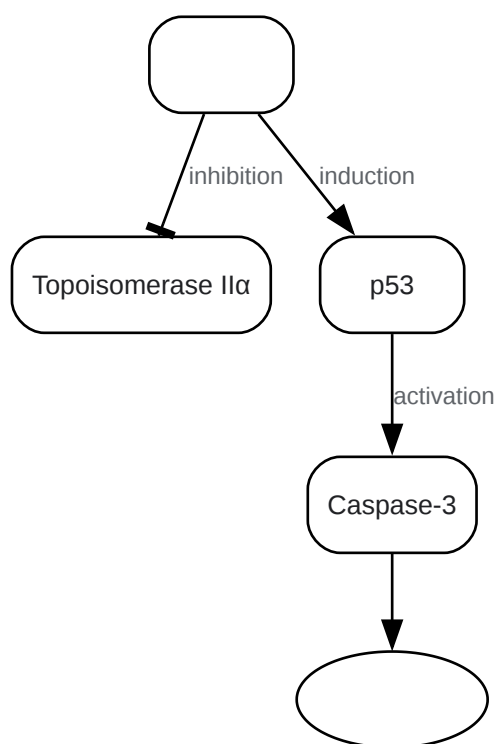 inhibition
induction
Topoisomerase IIα
p53
activation
Caspase-3